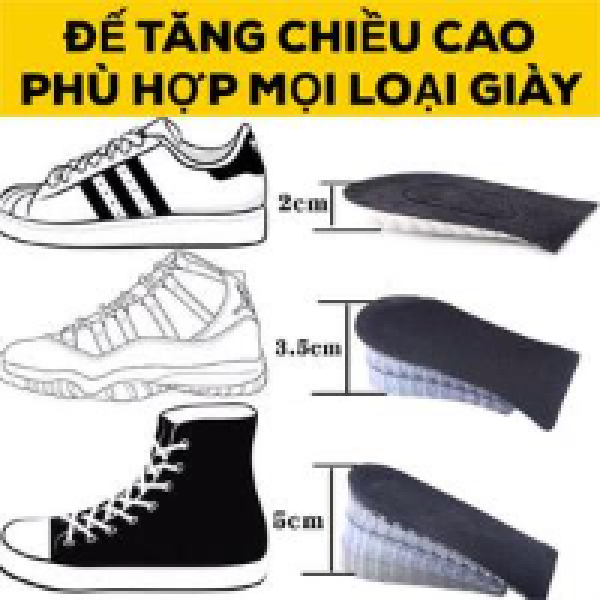 ĐẾ TĂNG CHIỀU CAO
PHÙ HỢP MỌI LOẠI GIÀY
2cm
3.5cm
5cm